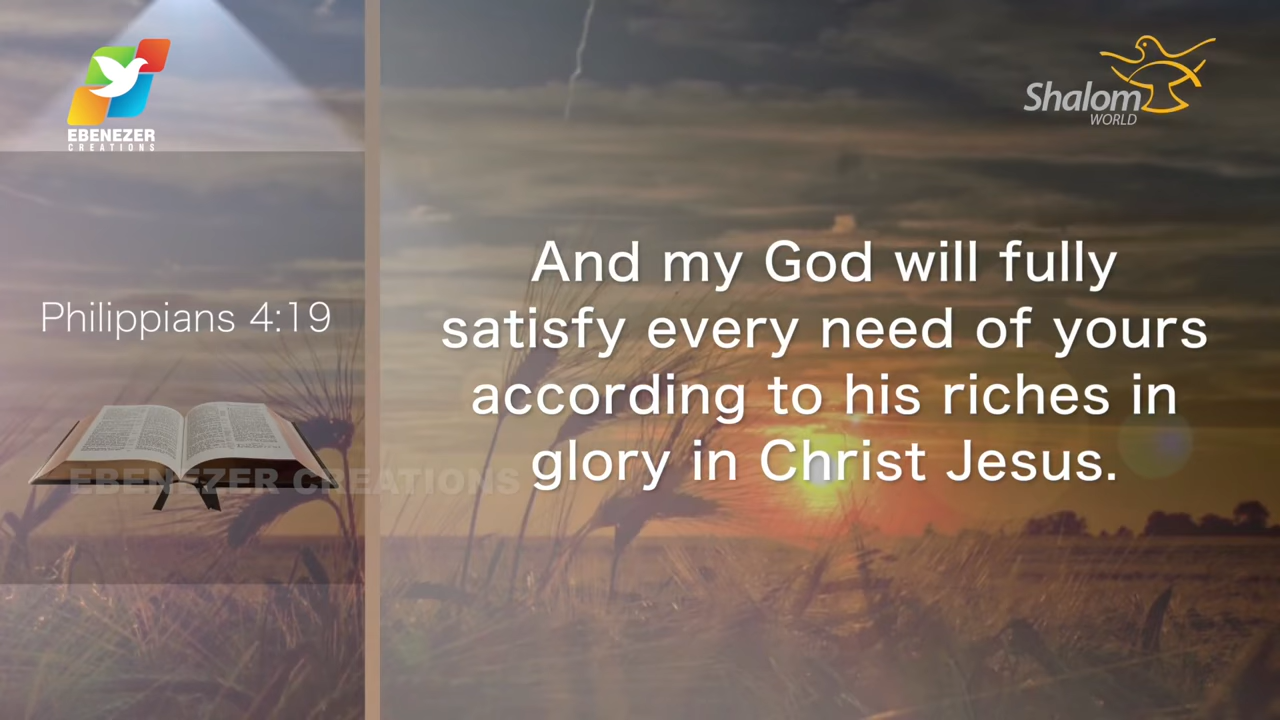 EBENEZER
CREATIONS
Shalom
WORLD
Philippians 4:19
And my God will fully
satisfy every need of yours
according to his riches in
glory in Christ Jesus.
EBENEZER CREATIONS